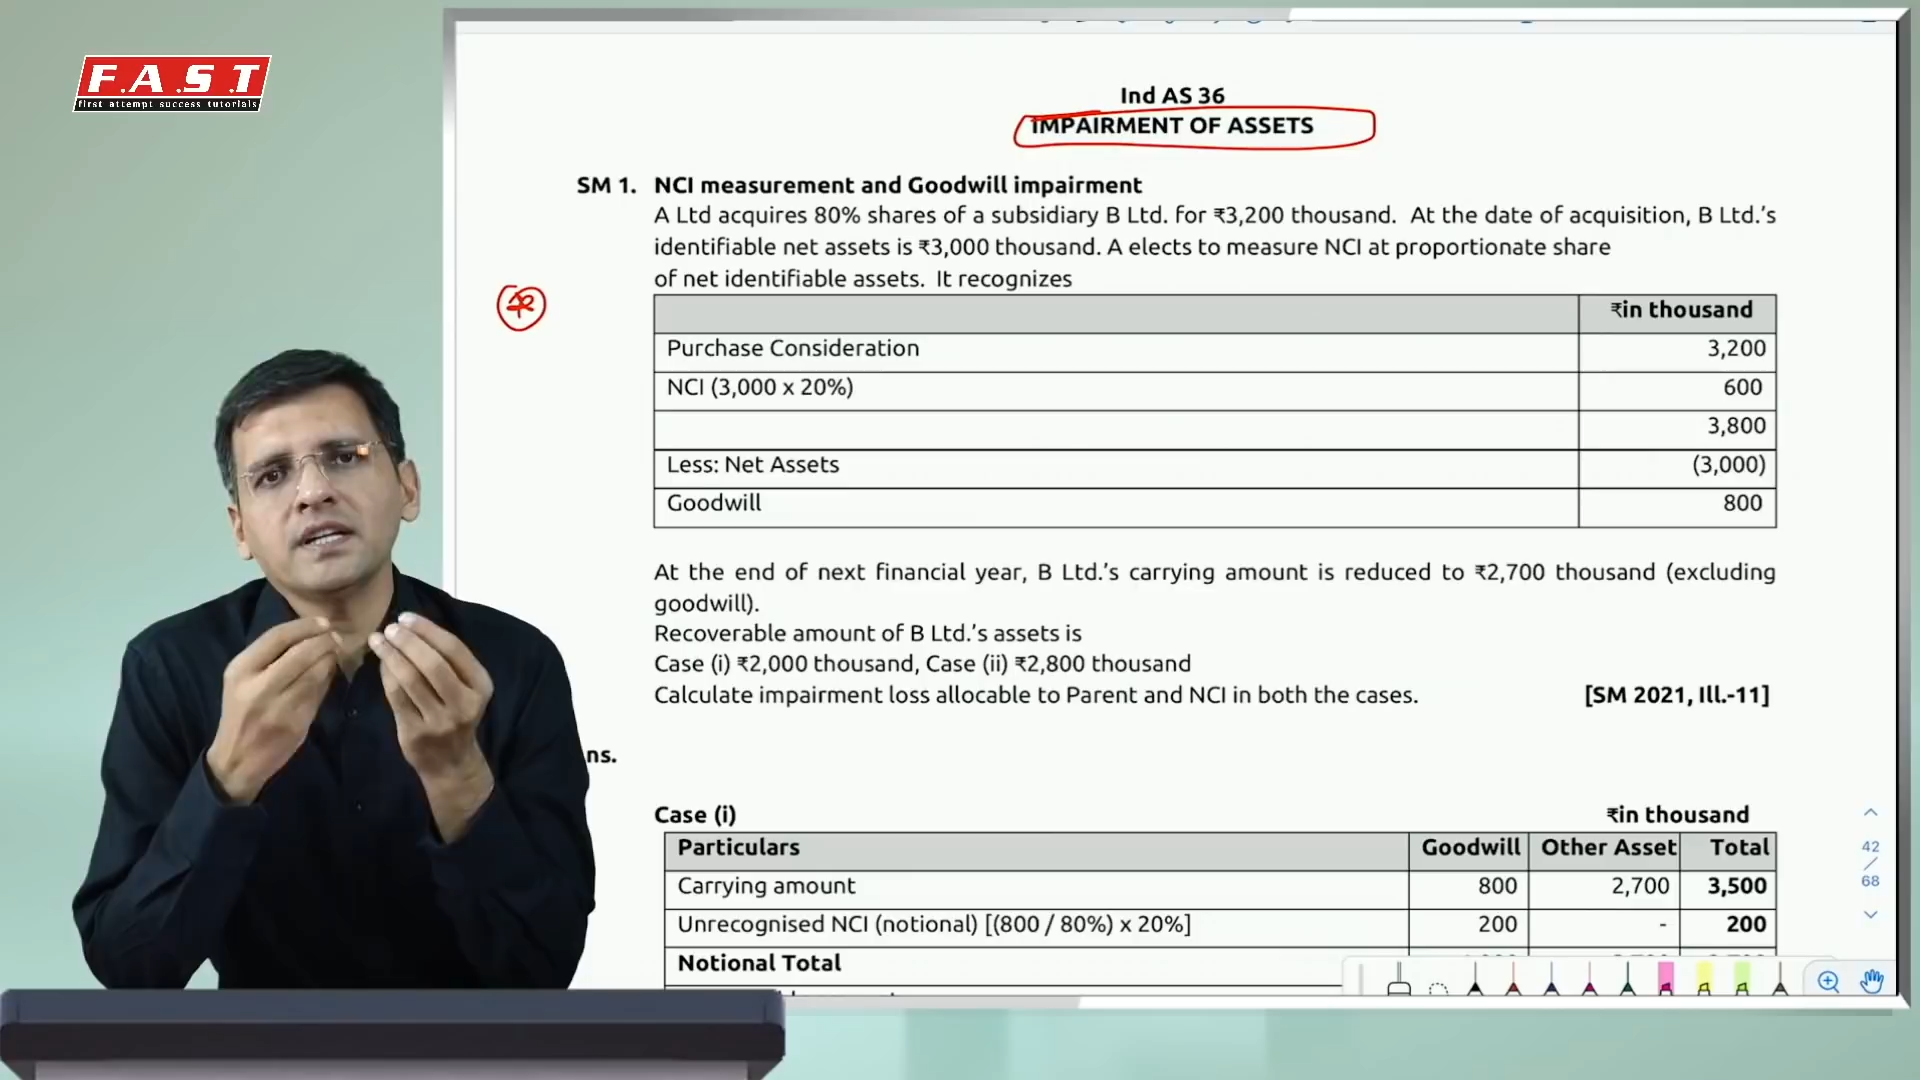 F.A.S.T
first attempt success tutorials
Ind AS 36
IMPAIRMENT OF ASSETS
SM 1. NCI measurement and Goodwill impairment
A Ltd acquires 80% shares of a subsidiary B Ltd. for ₹3,200 thousand. At the date of acquisition, B Ltd.'s
identifiable net assets is ₹3,000 thousand. A elects to measure NCI at proportionate share
of net identifiable assets. It recognizes
₹in thousand
Purchase Consideration 3,200
NCI (3,000 x 20%) 600
3,800
Less: Net Assets (3,000)
Goodwill 800
At the end of next financial year, B Ltd.'s carrying amount is reduced to ₹2,700 thousand (excluding
goodwill).
Recoverable amount of B Ltd.'s assets is
Case (i) ₹2,000 thousand, Case (ii) ₹2,800 thousand
Calculate impairment loss allocable to Parent and NCI in both the cases. [SM 2021, Ill.-11]
ns.
Case (i) ₹in thousand
Particulars Goodwill Other Asset Total
Carrying amount 800 2,700 3,500
Unrecognised NCI (notional) [(800 / 80%) x 20%] 200 - 200
Notional Total
42
/
68